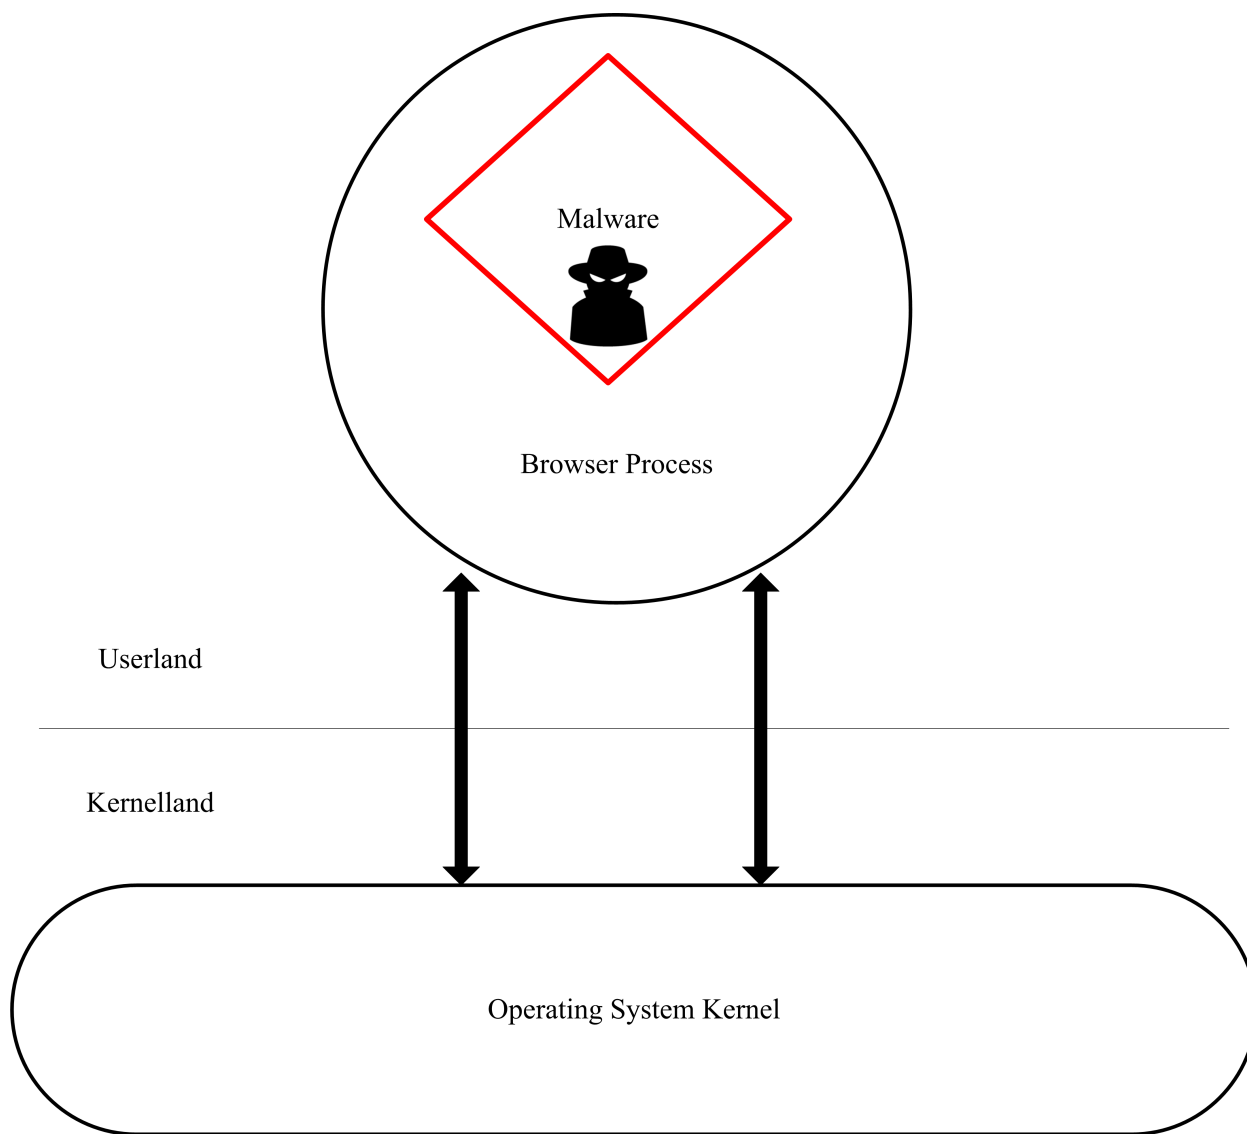 Malware
Browser Process
Userland
Kernelland
Operating System Kernel